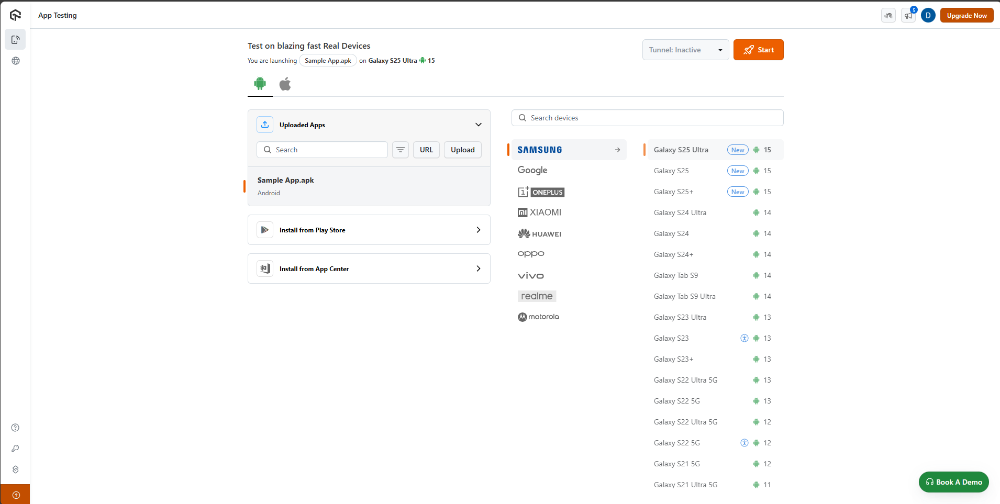 App Testing
5
D
Upgrade Now
Test on blazing fast Real Devices
You are launching Sample App.apk on Galaxy S25 Ultra 15
Tunnel: Inactive
Start
Uploaded Apps
Search
URL
Upload
Sample App.apk
Android
Install from Play Store
Install from App Center
Search devices
SAMSUNG
Google
1+ ONEPLUS
mi XIAOMI
HUAWEI
oppo
vivo
realme
motorola
Galaxy S25 Ultra New 15
Galaxy S25 New 15
Galaxy S25+ New 15
Galaxy S24 Ultra 14
Galaxy S24 14
Galaxy S24+ 14
Galaxy Tab S9 14
Galaxy Tab S9 Ultra 14
Galaxy S23 Ultra 13
Galaxy S23 13
Galaxy S23+ 13
Galaxy S22 Ultra 5G 13
Galaxy S22 5G 13
Galaxy S22 Ultra 5G 12
Galaxy S22 5G 12
Galaxy S21 5G 12
Galaxy S21 Ultra 5G 11
Book A Demo